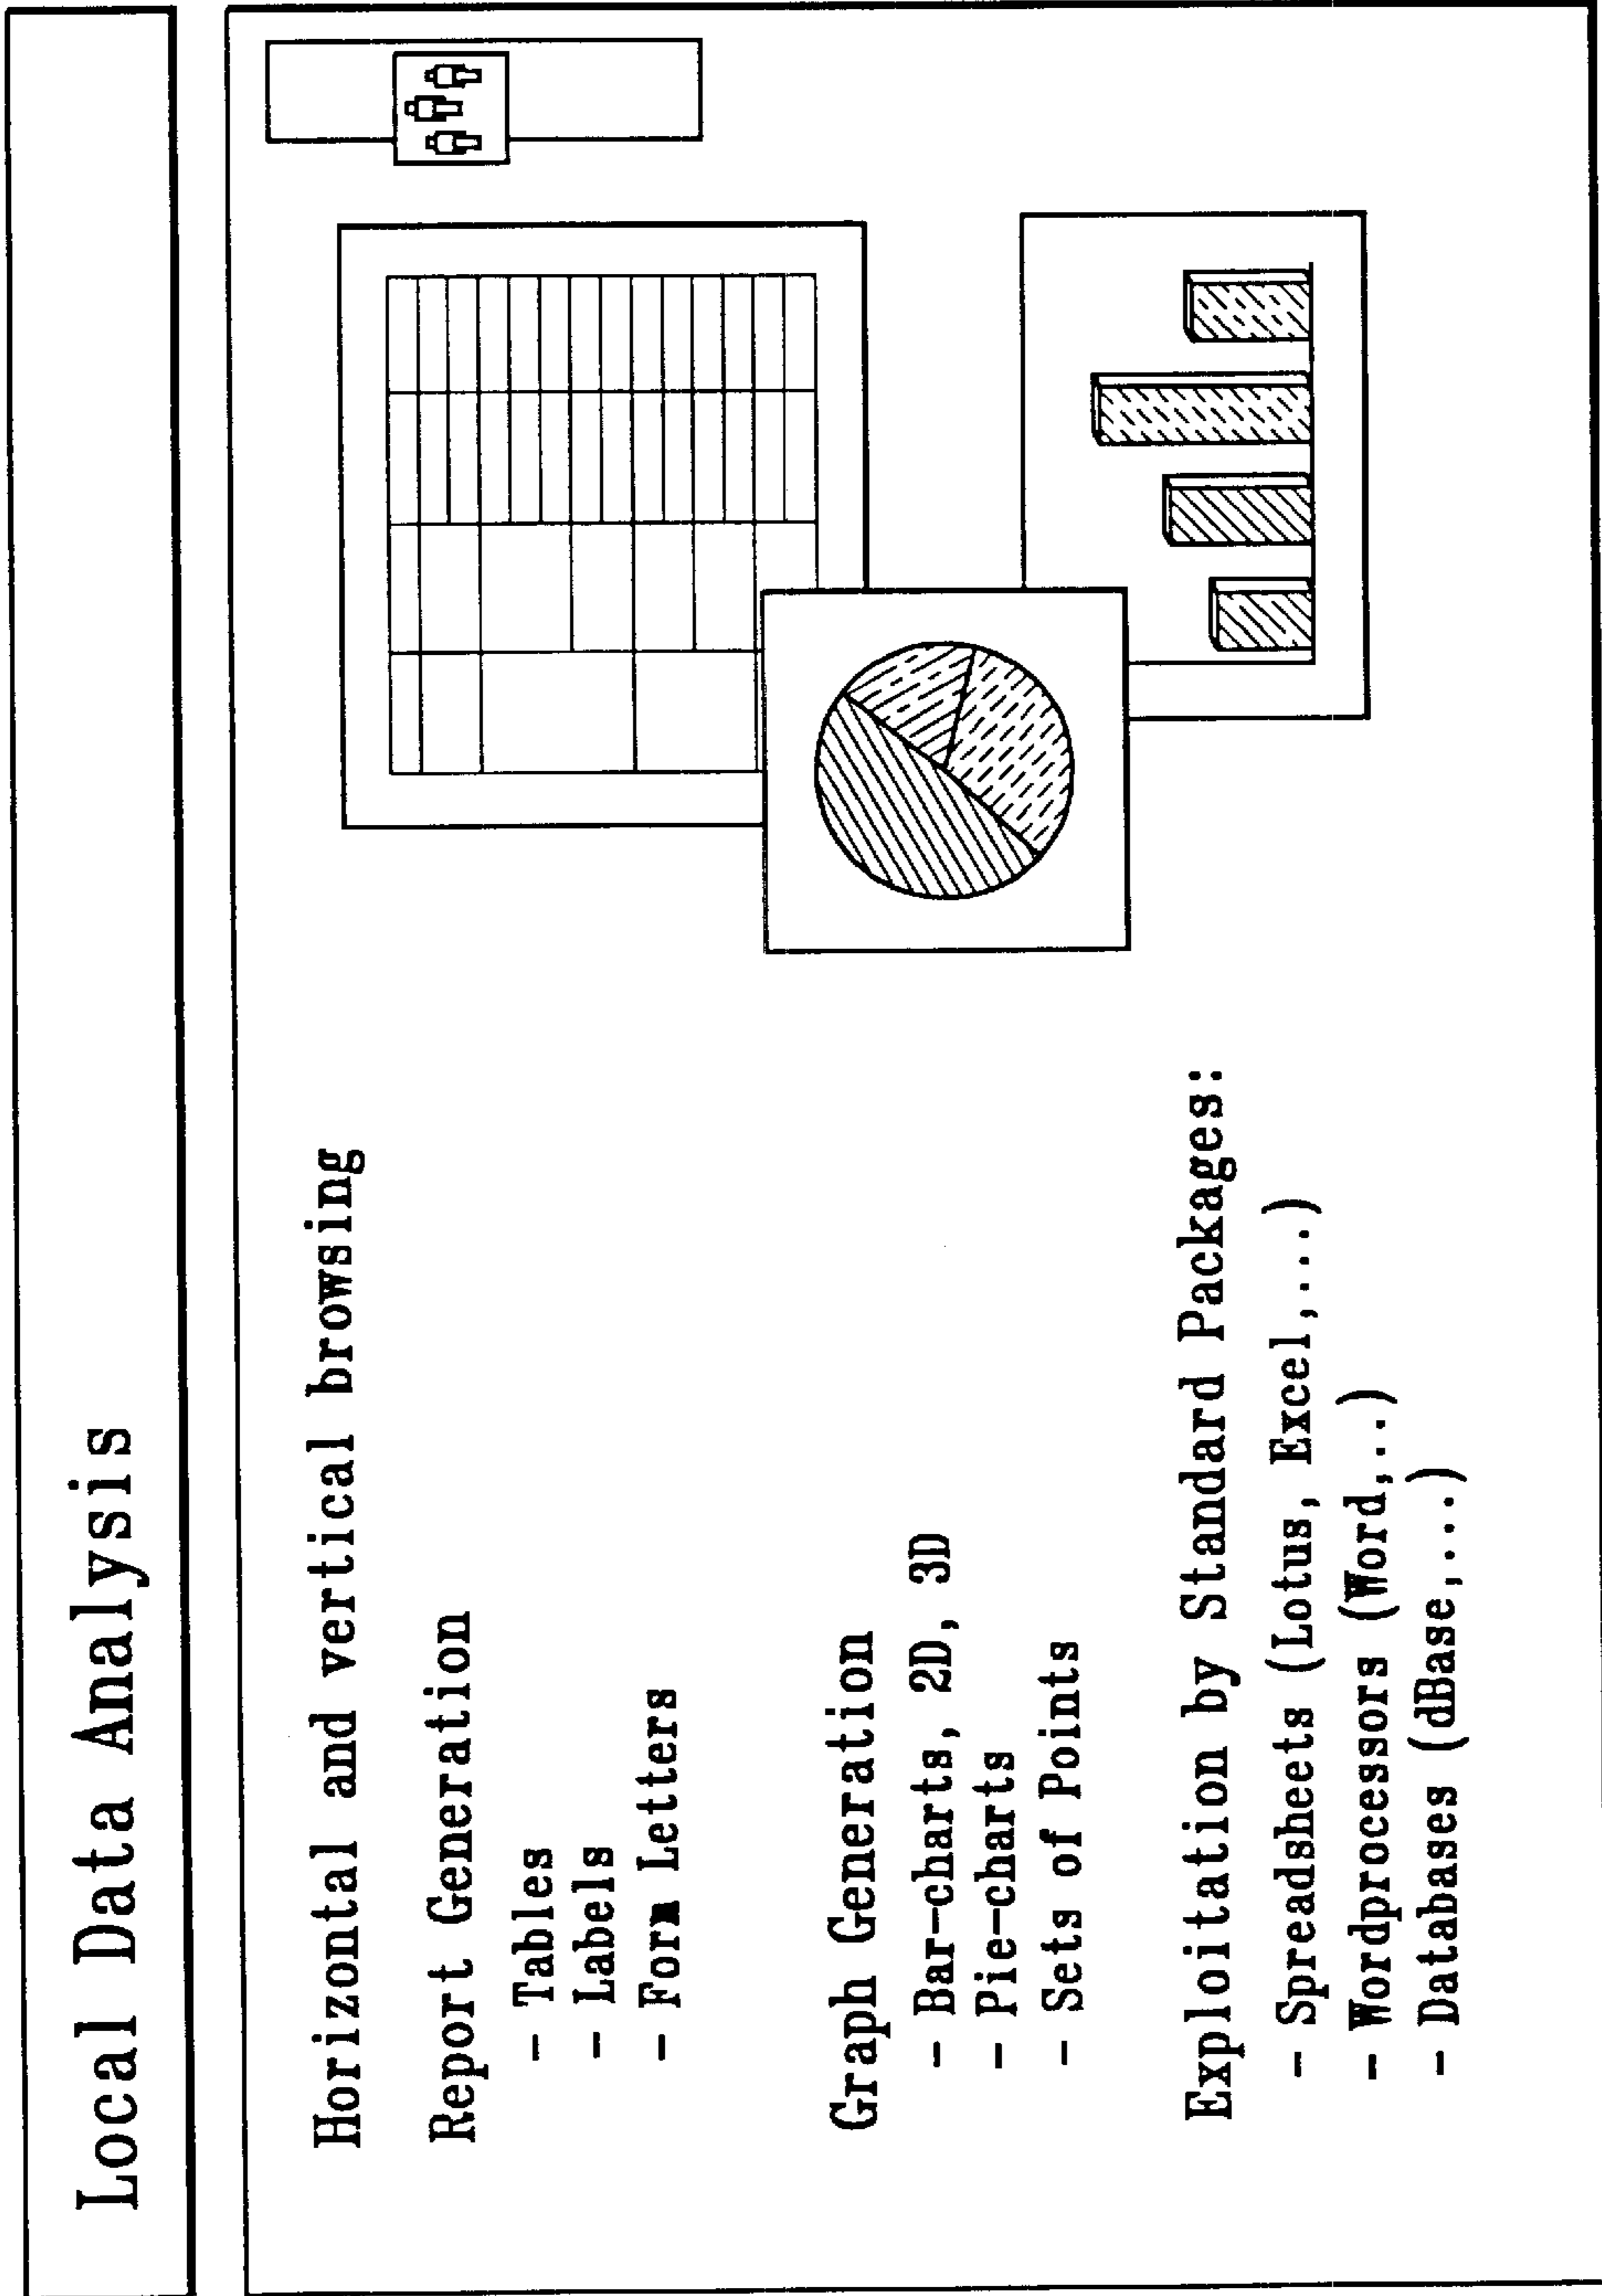 Local Data Analysis
Horizontal and vertical browsing
Report Generation
- Tables
- Labels
- Form Letters
Graph Generation
- Bar-charts, 2D, 3D
- Pie-charts
- Sets of Points
Exploitation by Standard Packages:
- Spreadsheets (Lotus, Excel,...)
- Wordprocessors (Word,..)
- Databases (dBase,...)